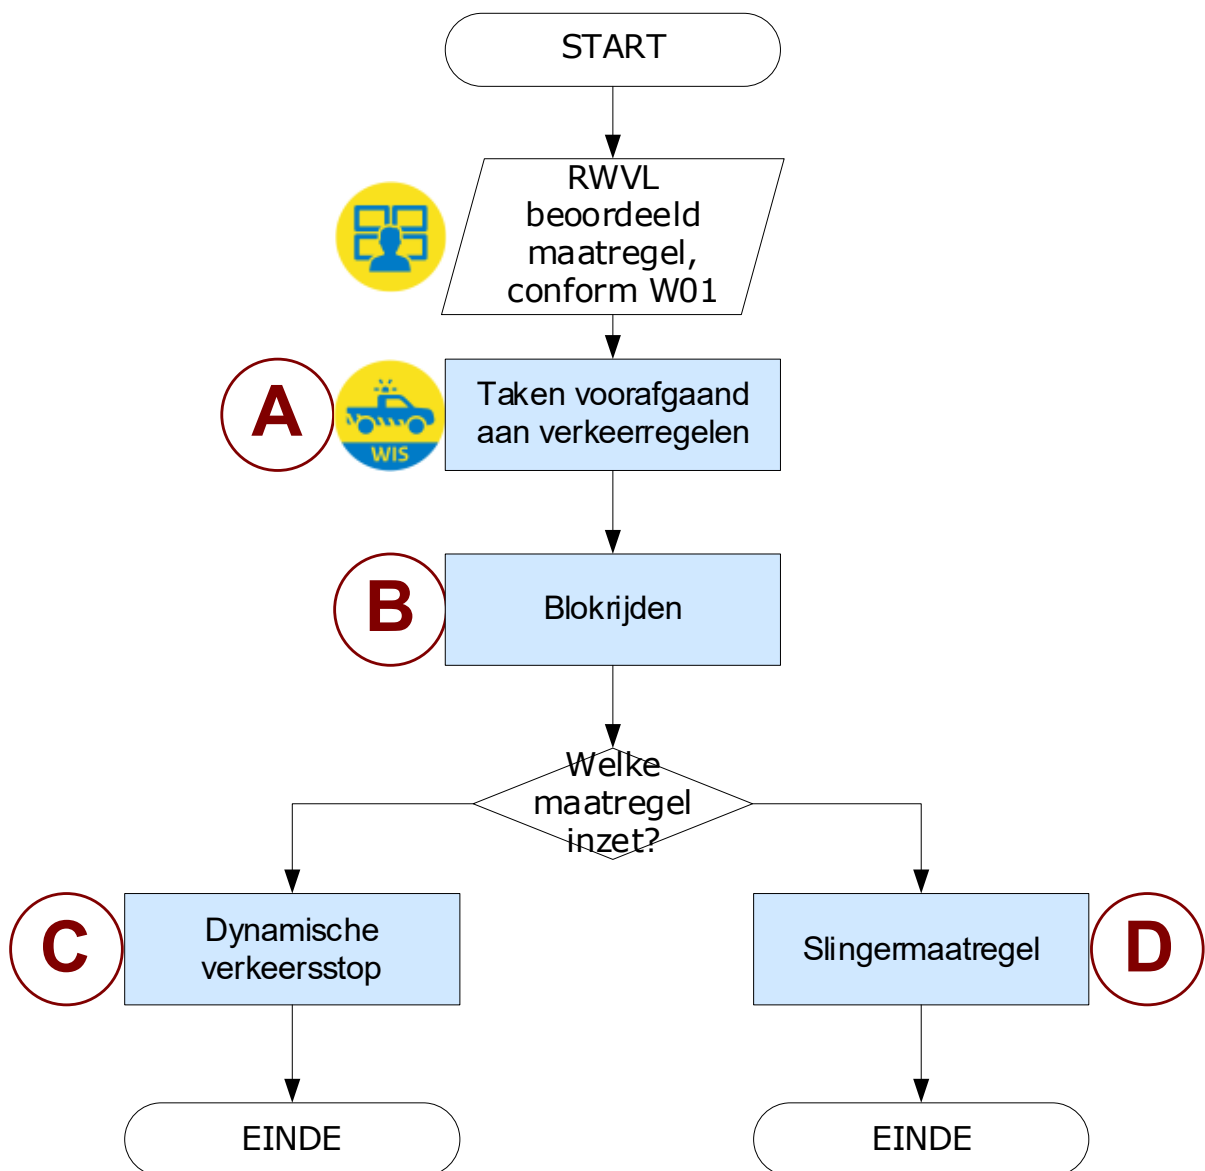 START
RWVL
beoordeeld
maatregel,
conform W01
A
WIS
Taken voorafgaand
aan verkeerregelen
B
Blokrijden
Welke
maatregel
inzet?
C
Dynamische
verkeersstop
Slingermaatregel
D
EINDE
EINDE